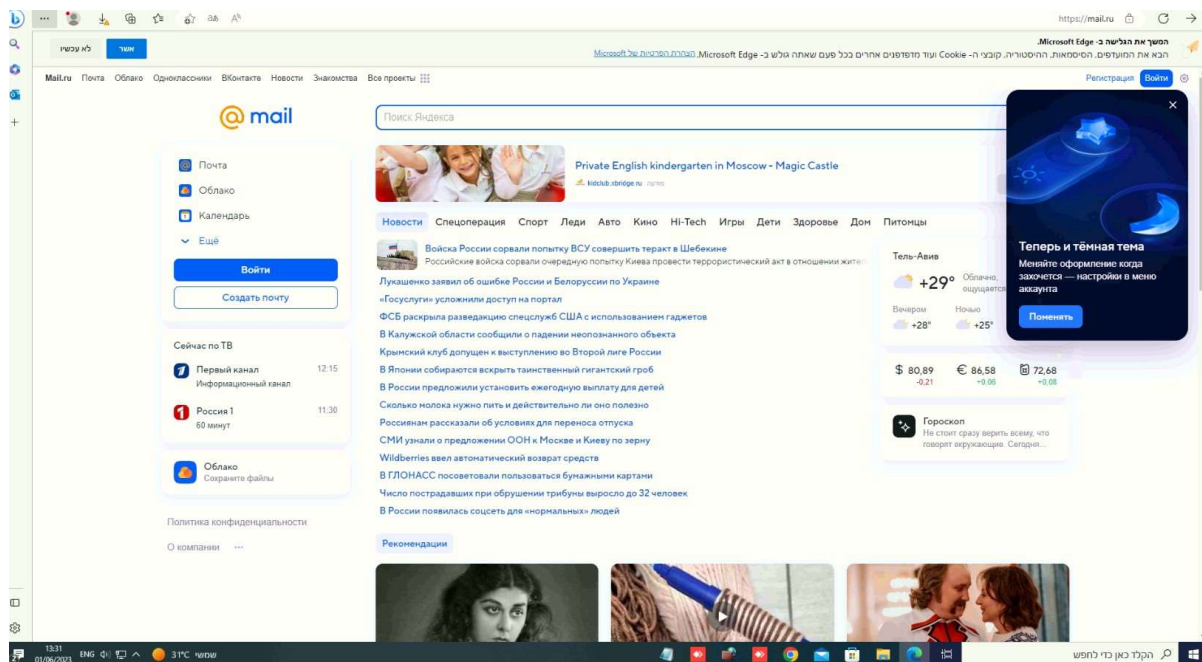 https://mail.ru
המשך את הגלישה ב- Microsoft Edge.
הבא את המועדפים, הסיסמאות, ההיסטוריה, קובצי ה- Cookie ועוד מדפדפנים אחרים בכל פעם שאתה גולש ב- Microsoft Edge. הצהרת הפרטיות של Microsoft
אשר
לא עכשיו
Mail.ru Почта Облако Одноклассники ВКонтакте Новости Знакомства Все проекты
Регистрация Войти
@ mail
Поиск Яндекса
Почта
Облако
Календарь
Ещё
Войти
Создать почту
Сейчас по ТВ
Первый канал 12:15
Информационный канал
Россия 1 11:30
60 минут
Облако
Сохраните файлы
Политика конфиденциальности
О компании ...
Private English kindergarten in Moscow - Magic Castle
kidclub.xbridge.ru
Новости Спецоперация Спорт Леди Авто Кино Hi-Tech Игры Дети Здоровье Дом Питомцы
Войска России сорвали попытку ВСУ совершить теракт в Шебекине
Российские войска сорвали очередную попытку Киева провести террористический акт в отношении жител
Лукашенко заявил об ошибке России и Белоруссии по Украине
«Госуслуги» усложнили доступ на портал
ФСБ раскрыла разведакцию спецслужб США с использованием гаджетов
В Калужской области сообщили о падении неопознанного объекта
Крымский клуб допущен к выступлению во Второй лиге России
В Японии собираются вскрыть таинственный гигантский гроб
В России предложили установить ежегодную выплату для детей
Сколько молока нужно пить и действительно ли оно полезно
Россиянам рассказали об условиях для переноса отпуска
СМИ узнали о предложении ООН к Москве и Киеву по зерну
Wildberries ввел автоматический возврат средств
В ГЛОНАСС посоветовали пользоваться бумажными картами
Число пострадавших при обрушении трибуны выросло до 32 человек
В России появилась соцсеть для «нормальных» людей
Рекомендации
Тель-Авив
+29° Облачно,
ощущается
Вечером Ночью
+28° +25°
$ 80,89 € 86,58 72,68
-0,21 +0,06 +0,08
Гороскоп
Не стоит сразу верить всему, что
говорят окружающие. Сегодня...
Теперь и тёмная тема
Меняйте оформление когда
захочется — настройки в меню
аккаунта
Поменять
13:31
01/06/2023
ENG
31°C שמשי
הקלד כאן כדי לחפש